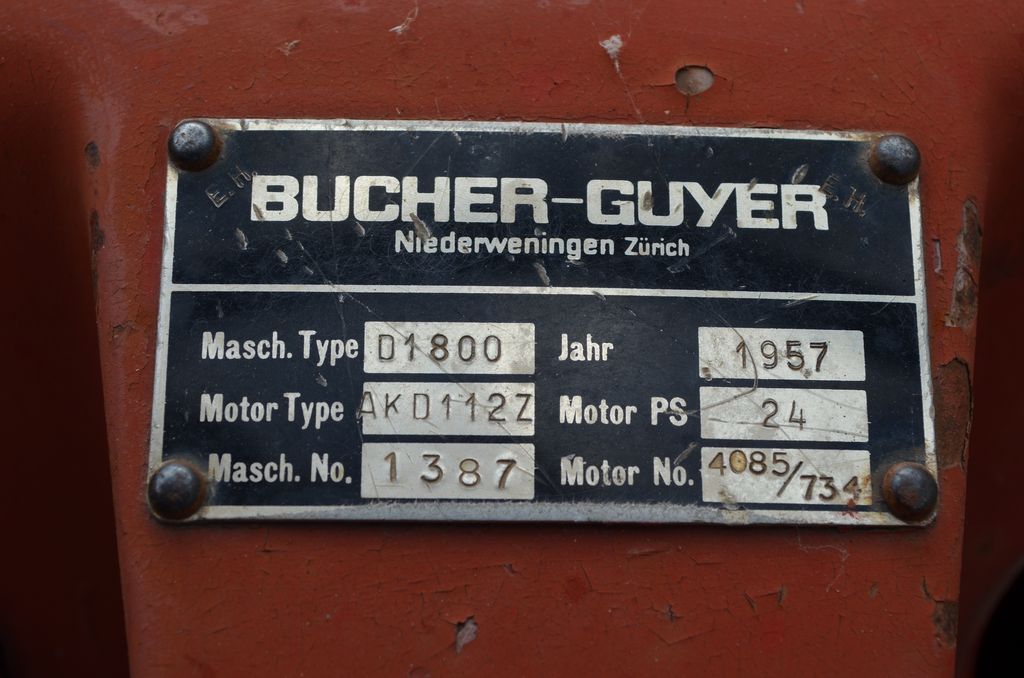 E.H. BUCHER-GUYER E.H.
Niederweningen Zürich
Masch. Type D1800 Jahr 1957
Motor Type AKD112Z Motor PS 24
Masch. No. 1387 Motor No. 4085/734